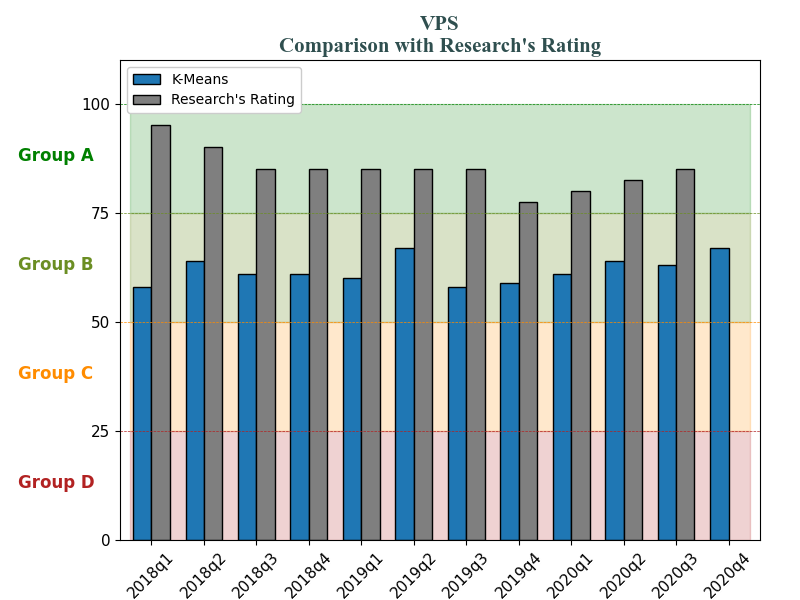 VPS
Comparison with Research's Rating
K-Means
Research's Rating
100
Group A
75
Group B
50
Group C
25
Group D
0
2018q1
2018q2
2018q3
2018q4
2019q1
2019q2
2019q3
2019q4
2020q1
2020q2
2020q3
2020q4